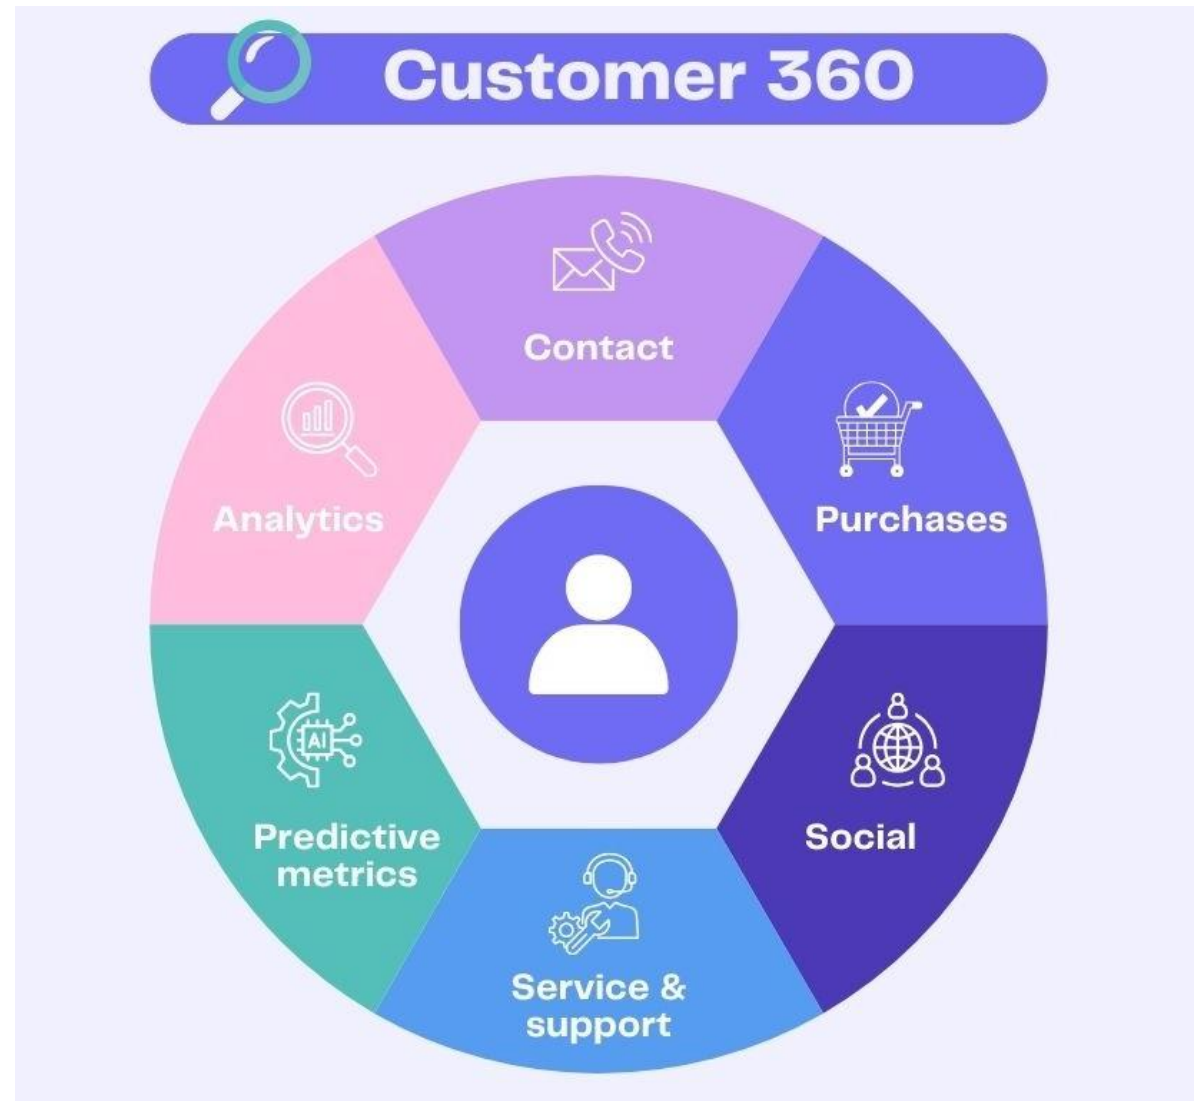 Customer 360
Contact
Purchases
Social
Service &
support
Predictive
metrics
AI
Analytics